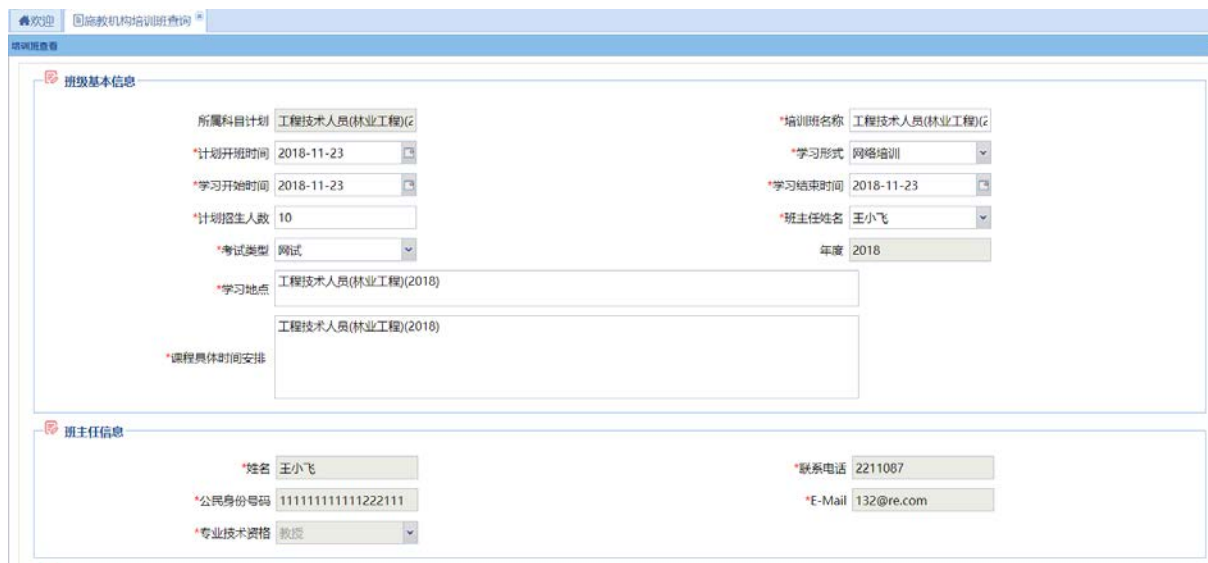 欢迎 施教机构培训班查询
培训班查看
班级基本信息
所属科目计划 工程技术人员(林业工程)(2 *培训班名称 工程技术人员(林业工程)(2
*计划开班时间 2018-11-23 *学习形式 网络培训
*学习开始时间 2018-11-23 *学习结束时间 2018-11-23
*计划招生人数 10 *班主任姓名 王小飞
*考试类型 网试 年度 2018
*学习地点 工程技术人员(林业工程)(2018)
*课程具体时间安排 工程技术人员(林业工程)(2018)
班主任信息
*姓名 王小飞 *联系电话 2211087
*公民身份号码 111111111111222111 *E-Mail 132@re.com
*专业技术资格 教授